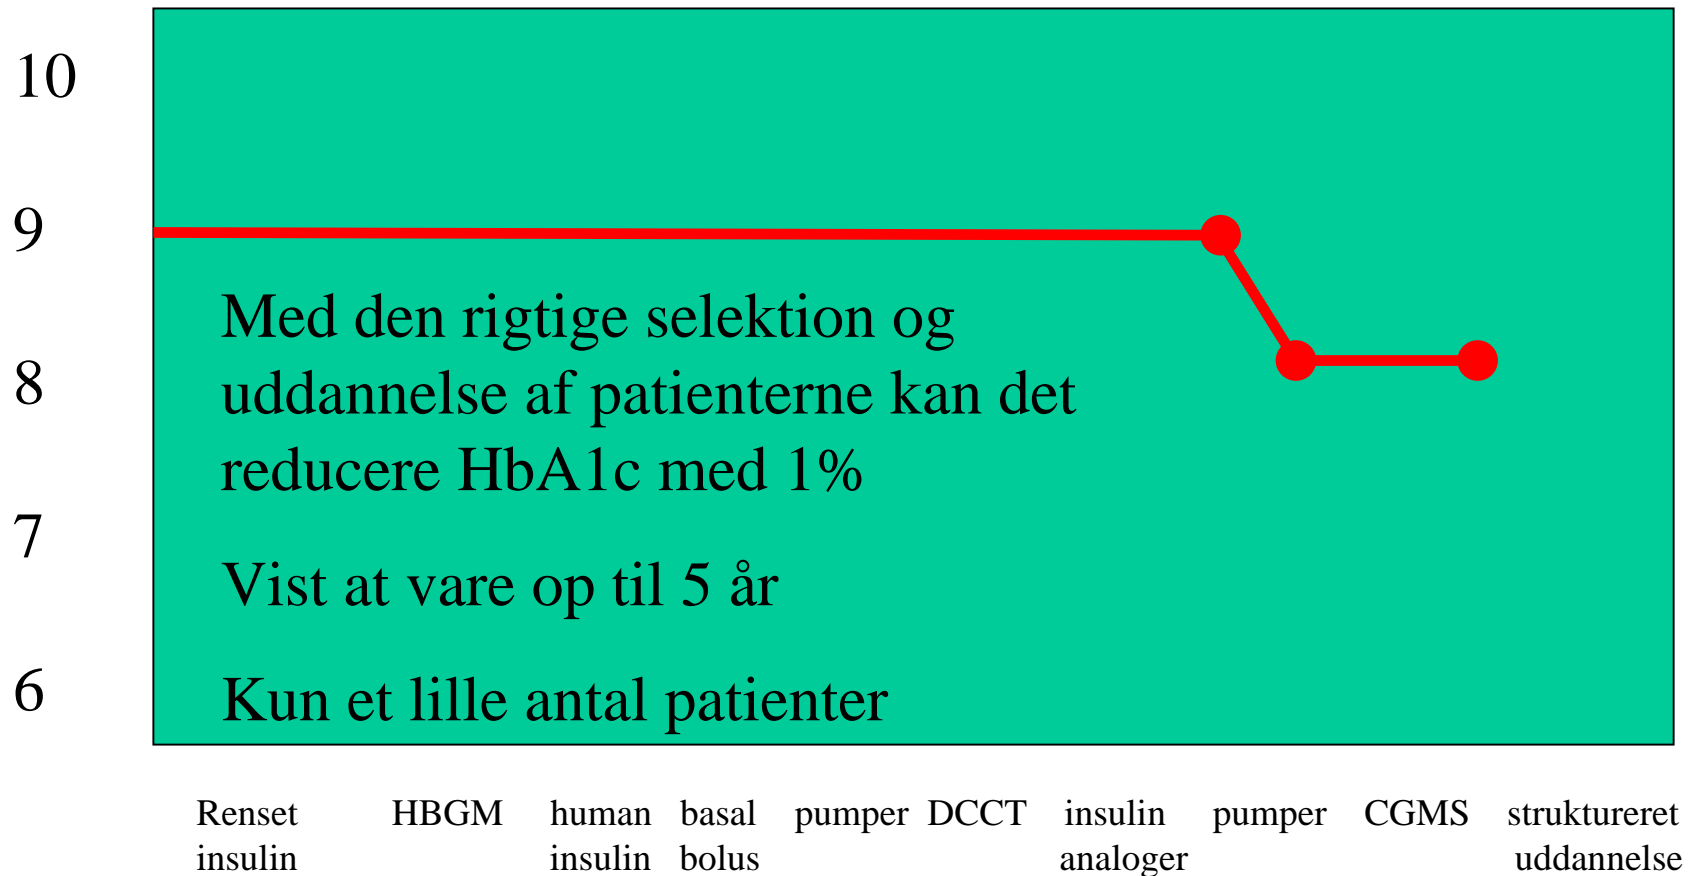 10
9
8
7
6
Med den rigtige selektion og
uddannelse af patienterne kan det
reducere HbA1c med 1%
Vist at vare op til 5 år
Kun et lille antal patienter
Renset HBGM human basal pumper DCCT insulin pumper CGMS struktureret
insulin insulin bolus analoger uddannelse